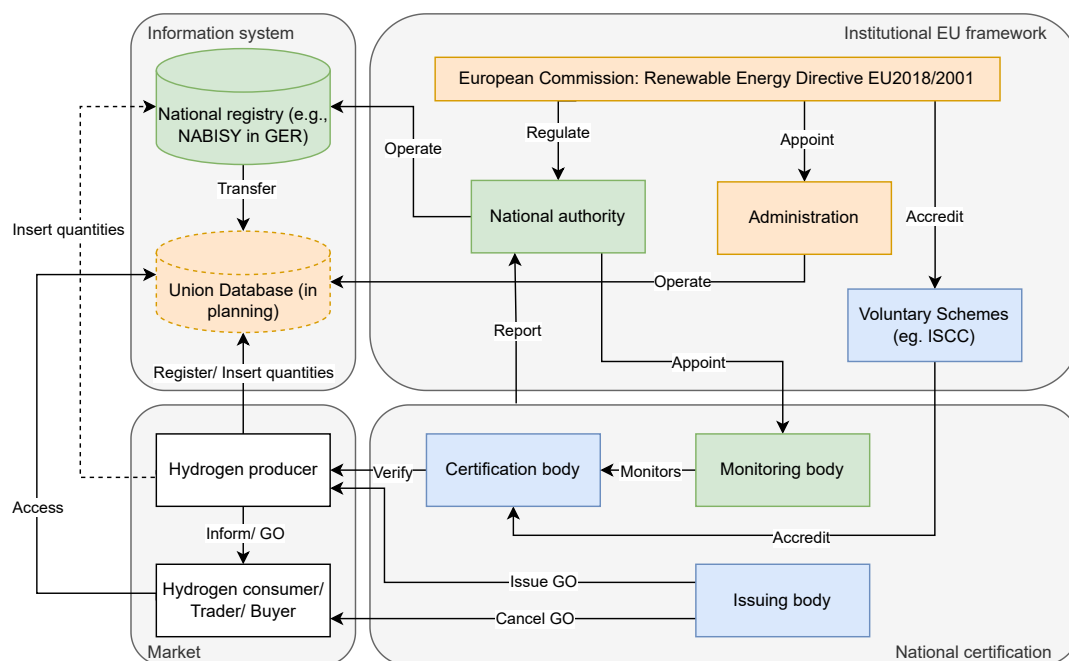 Information system
Institutional EU framework
European Commission: Renewable Energy Directive EU2018/2001
National registry (e.g.,
NABISY in GER)
Operate
Regulate
Appoint
Accredit
Transfer
National authority
Administration
Insert quantities
Union Database (in
planning)
Operate
Voluntary Schemes
(eg. ISCC)
Report
Register/ Insert quantities
Appoint
Hydrogen producer
Verify
Certification body
Monitors
Monitoring body
Access
Inform/ GO
Accredit
Hydrogen consumer/
Trader/ Buyer
Issue GO
Cancel GO
Issuing body
Market
National certification